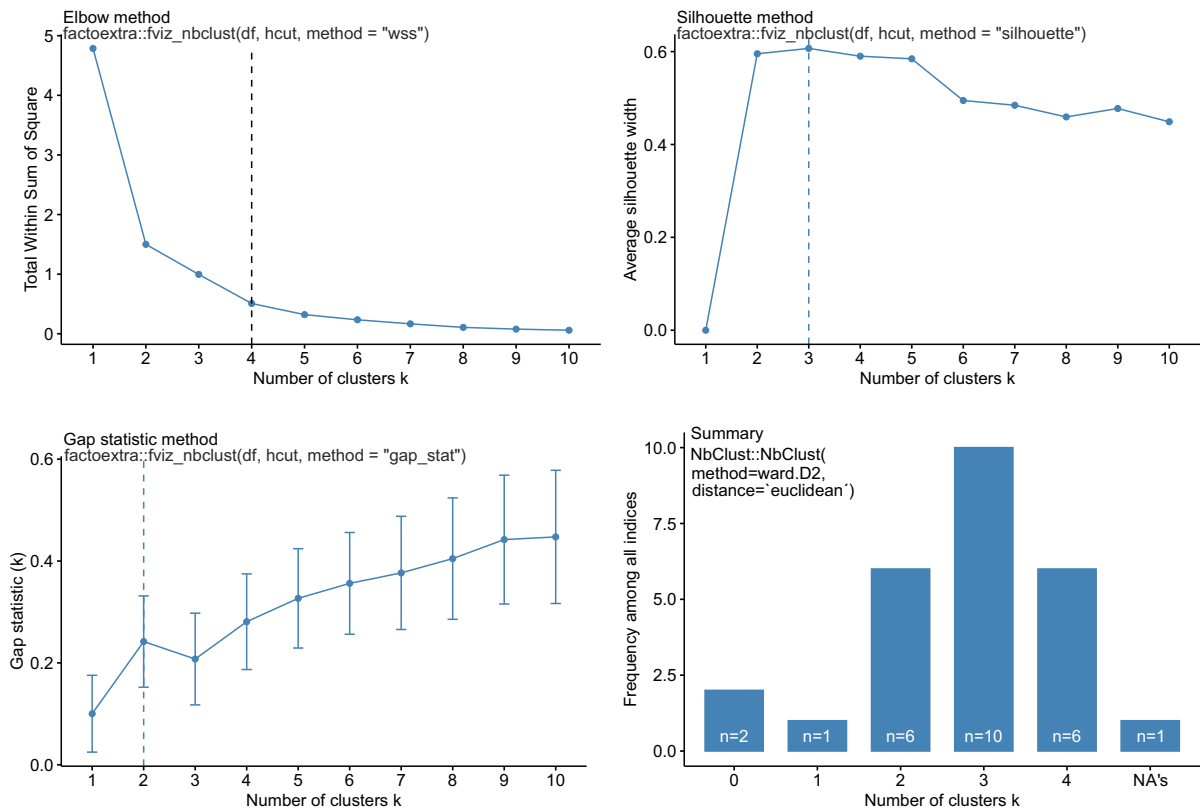 Elbow method
factoextra::fviz_nbclust(df, hcut, method = "wss")
5
4
3
2
1
0
Total Within Sum of Square
1 2 3 4 5 6 7 8 9 10
Number of clusters k
Silhouette method
factoextra::fviz_nbclust(df, hcut, method = "silhouette")
0.6
0.4
0.2
0.0
Average silhouette width
1 2 3 4 5 6 7 8 9 10
Number of clusters k
Gap statistic method
factoextra::fviz_nbclust(df, hcut, method = "gap_stat")
0.6
0.4
0.2
0.0
Gap statistic (k)
1 2 3 4 5 6 7 8 9 10
Number of clusters k
Summary
NbClust::NbClust(
method=ward.D2,
distance=`euclidean´)
10.0
7.5
5.0
2.5
0.0
Frequency among all indices
n=2 n=1 n=6 n=10 n=6 n=1
0 1 2 3 4 NA's
Number of clusters k